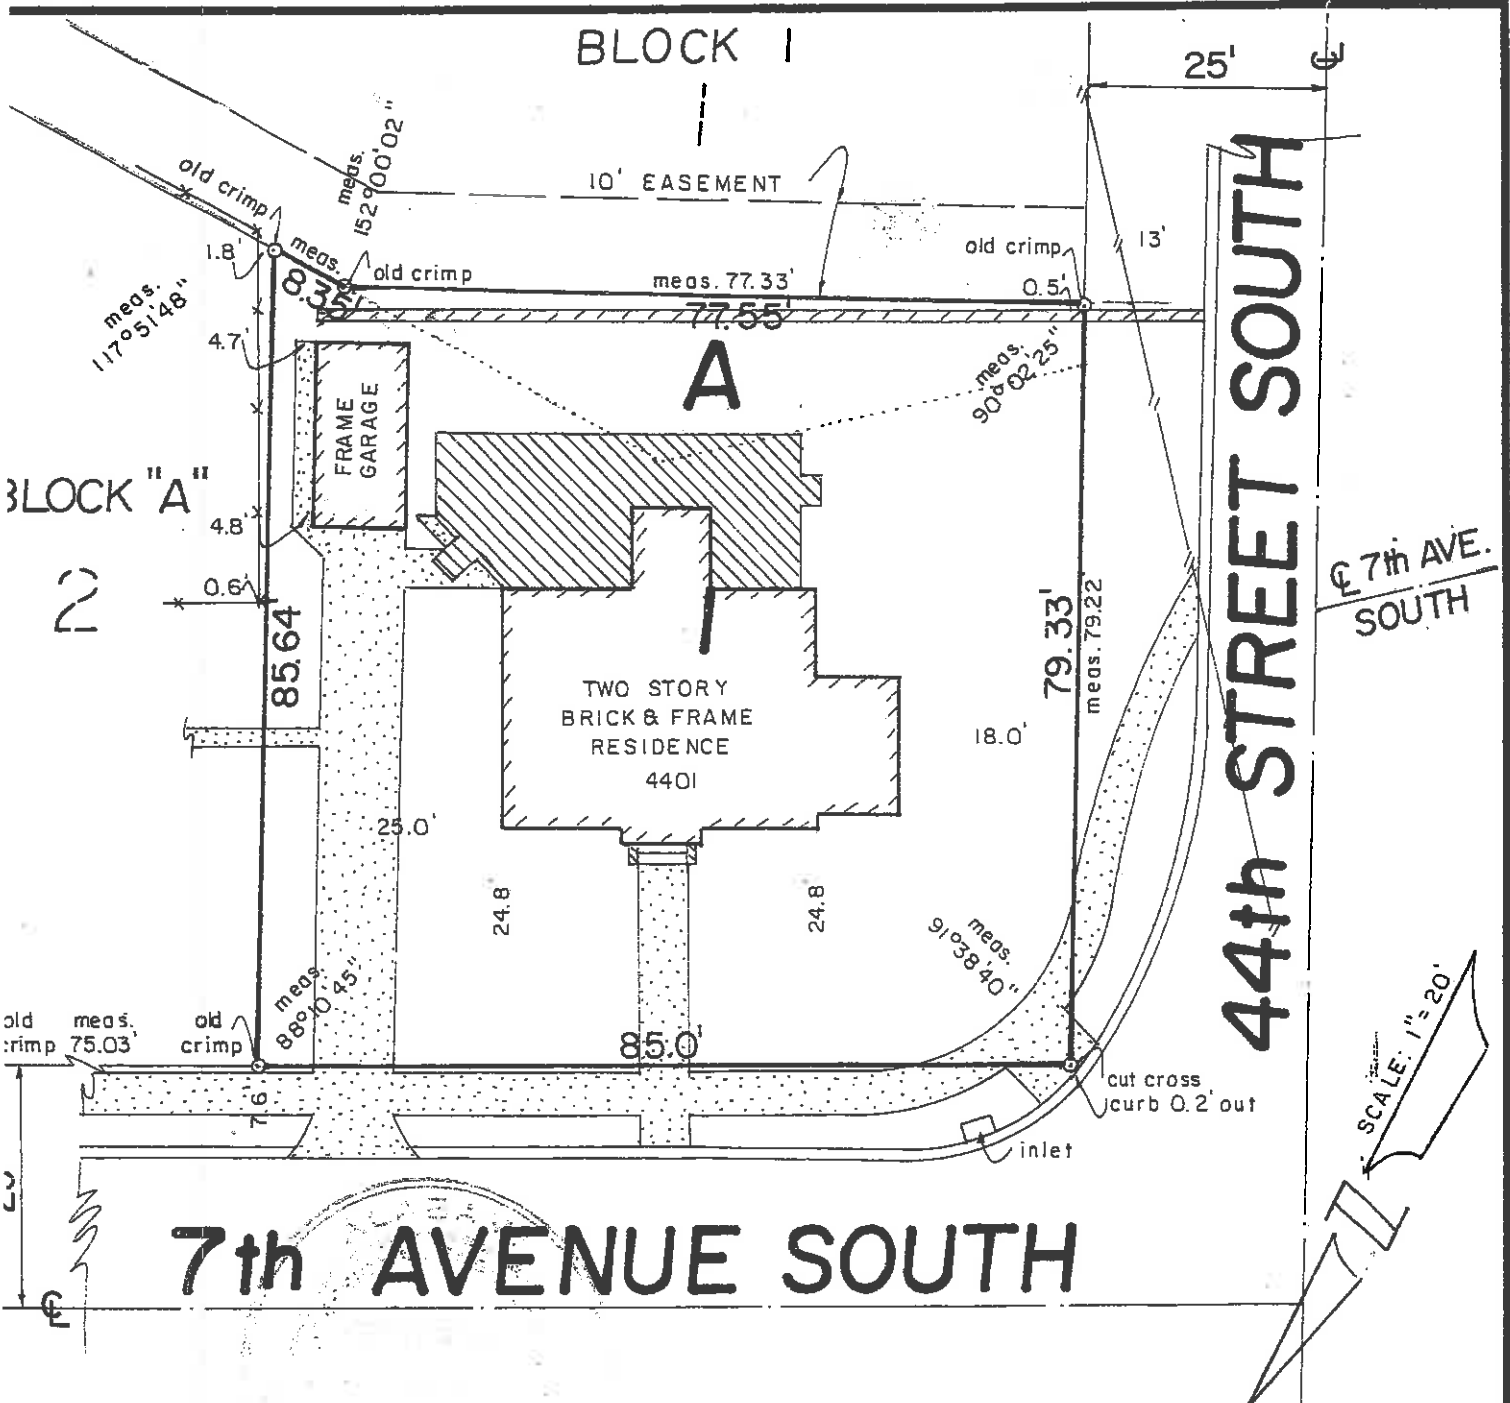 BLOCK 1
25'
℄
old crimp
meas.
152°00'02"
10' EASEMENT
13'
1.8'
meas.
8.35'
old crimp
meas. 77.33'
77.55'
old crimp
0.5'
meas.
117°51'48"
4.7'
A
meas.
90°02'25"
FRAME
GARAGE
BLOCK "A"
4.8'
2
0.6'
85.64
TWO STORY
BRICK & FRAME
RESIDENCE
4401
79.33'
meas. 79.22
18.0'
44th STREET SOUTH
℄ 7th AVE.
SOUTH
25.0'
24.8
24.8
meas.
91°38'40"
meas.
88°10'45"
old
crimp
meas.
75.03'
old
crimp
85.0'
7.6'
cut cross
curb 0.2' out
inlet
SCALE: 1"=20'
7th AVENUE SOUTH
℄